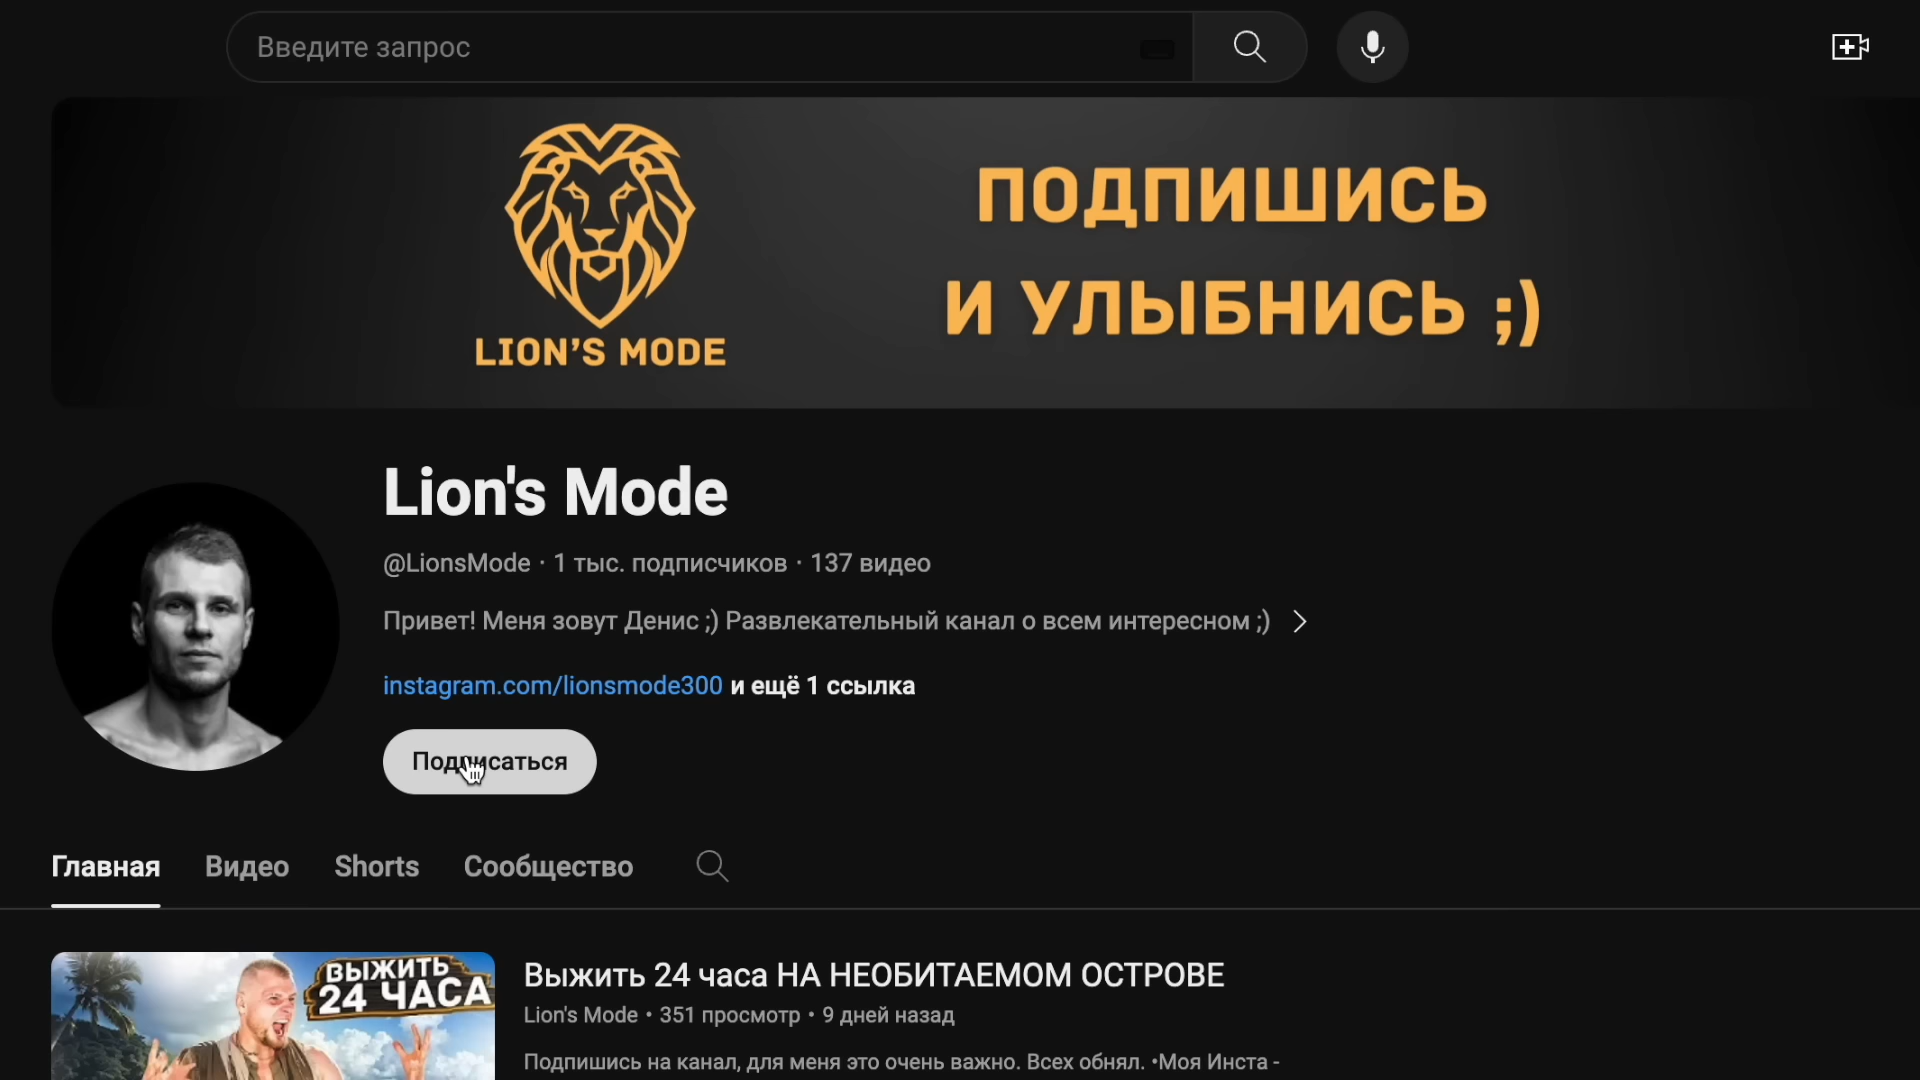 Введите запрос
ПОДПИШИСЬ
И УЛЫБНИСЬ ;)
LION'S MODE
Lion's Mode
@LionsMode · 1 тыс. подписчиков · 137 видео
Привет! Меня зовут Денис ;) Развлекательный канал о всем интересном ;)
instagram.com/lionsmode300 и ещё 1 ссылка
Подписаться
Главная Видео Shorts Сообщество
ВЫЖИТЬ
24 ЧАСА
Выжить 24 часа НА НЕОБИТАЕМОМ ОСТРОВЕ
Lion's Mode • 351 просмотр • 9 дней назад
Подпишись на канал, для меня это очень важно. Всех обнял. •Моя Инста -